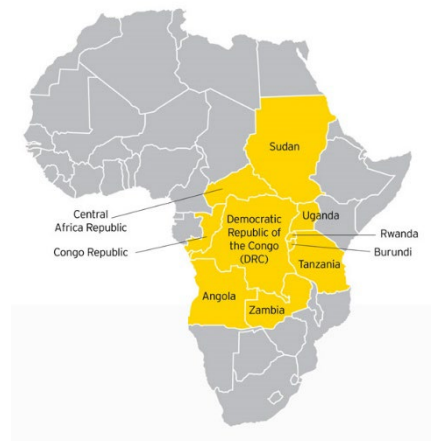 Sudan
Central
Africa Republic
Democratic
Republic of
the Congo
(DRC)
Uganda
Rwanda
Congo Republic
Burundi
Tanzania
Angola
Zambia